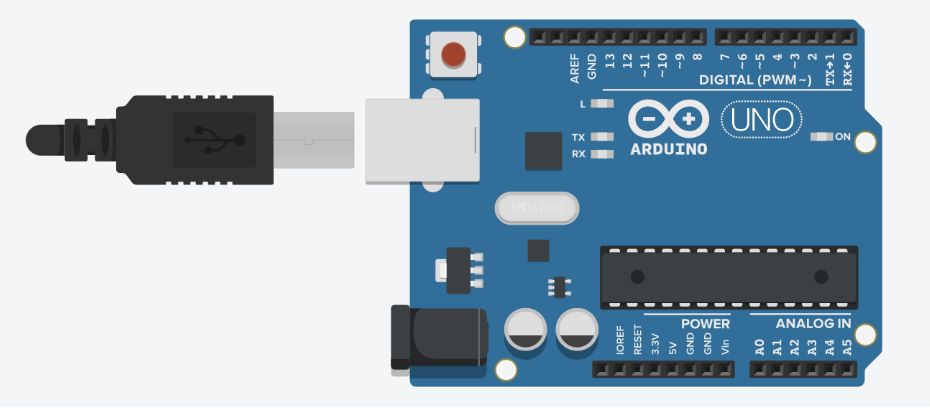 AREF
GND
13
12
~11
~10
~9
8
7
~6
~5
4
~3
2
TX→1
RX←0
DIGITAL (PWM~)
L
TX
RX
ARDUINO
UNO
ON
SPK16.000G
POWER
ANALOG IN
IOREF
RESET
3.3V
5V
GND
GND
Vin
A0
A1
A2
A3
A4
A5